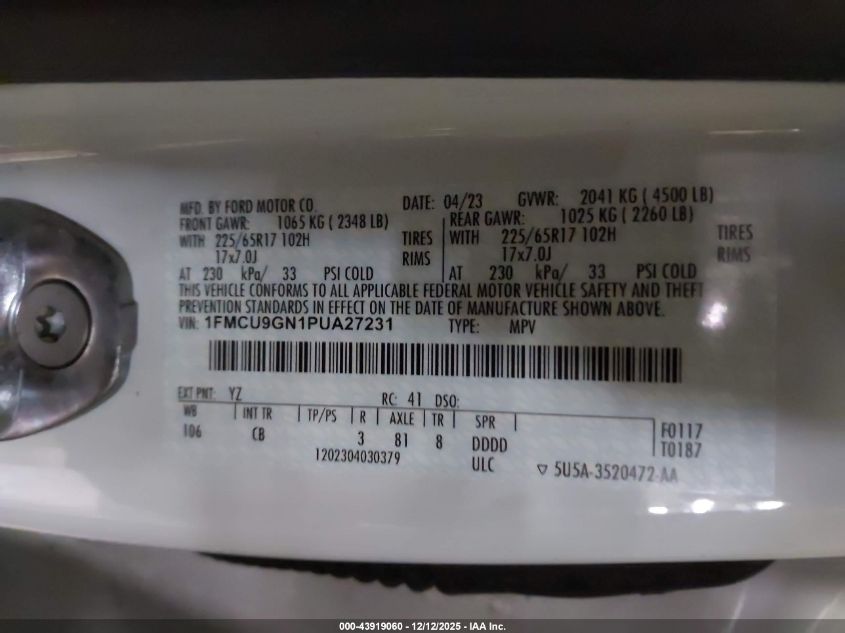 MFD. BY FORD MOTOR CO. DATE: 04/23 GVWR: 2041 KG ( 4500 LB)
FRONT GAWR: 1065 KG ( 2348 LB) REAR GAWR: 1025 KG ( 2260 LB)
WITH 225/65R17 102H TIRES WITH 225/65R17 102H TIRES
17x7.0J RIMS 17x7.0J RIMS
AT 230 kPa/ 33 PSI COLD AT 230 kPa/ 33 PSI COLD
THIS VEHICLE CONFORMS TO ALL APPLICABLE FEDERAL MOTOR VEHICLE SAFETY AND THEFT
PREVENTION STANDARDS IN EFFECT ON THE DATE OF MANUFACTURE SHOWN ABOVE.
VIN: 1FMCU9GN1PUA27231 TYPE: MPV
EXT PNT: YZ RC: 41 DSO:
WB INT TR TP/PS R AXLE TR SPR F0117
106 CB 3 81 8 DDDD T0187
1202304030379 ULC ▽ 5U5A-3520472-AA
000-43919060 - 12/12/2025 - IAA Inc.